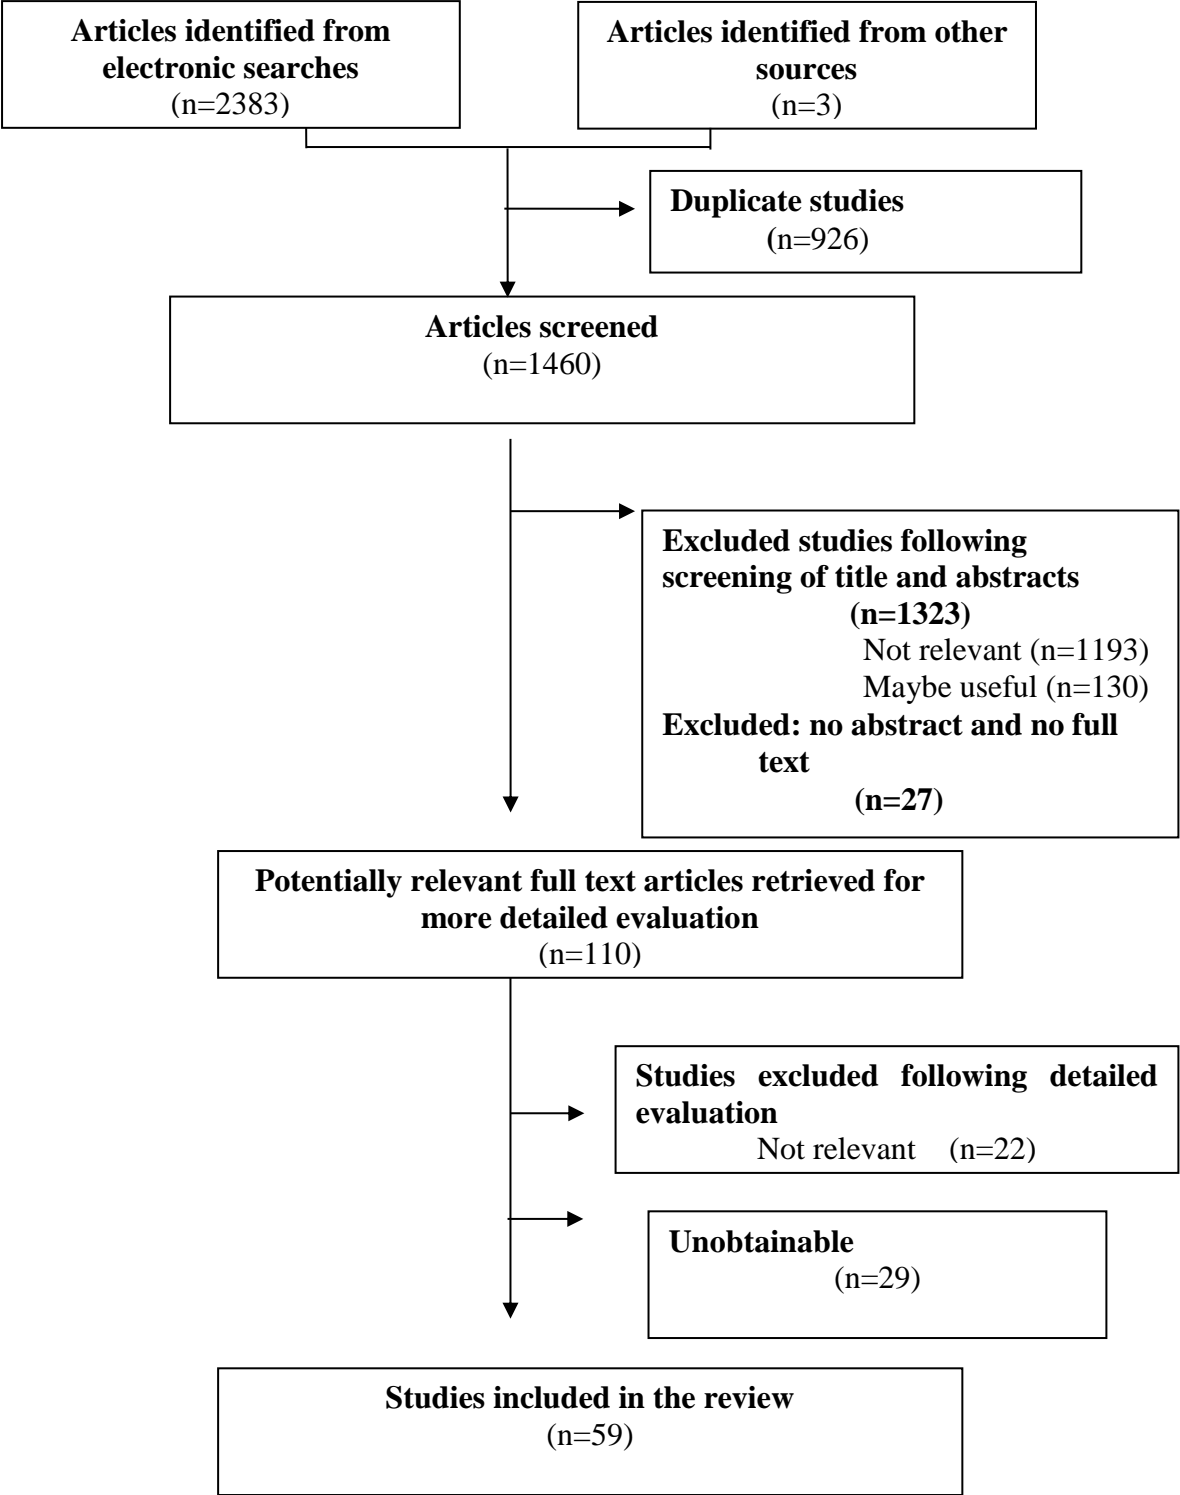 Articles identified from
electronic searches
(n=2383)
Articles identified from other
sources
(n=3)
Duplicate studies
(n=926)
Articles screened
(n=1460)
Excluded studies following
screening of title and abstracts
(n=1323)
Not relevant (n=1193)
Maybe useful (n=130)
Excluded: no abstract and no full
text
(n=27)
Potentially relevant full text articles retrieved for
more detailed evaluation
(n=110)
Studies excluded following detailed
evaluation
Not relevant (n=22)
Unobtainable
(n=29)
Studies included in the review
(n=59)